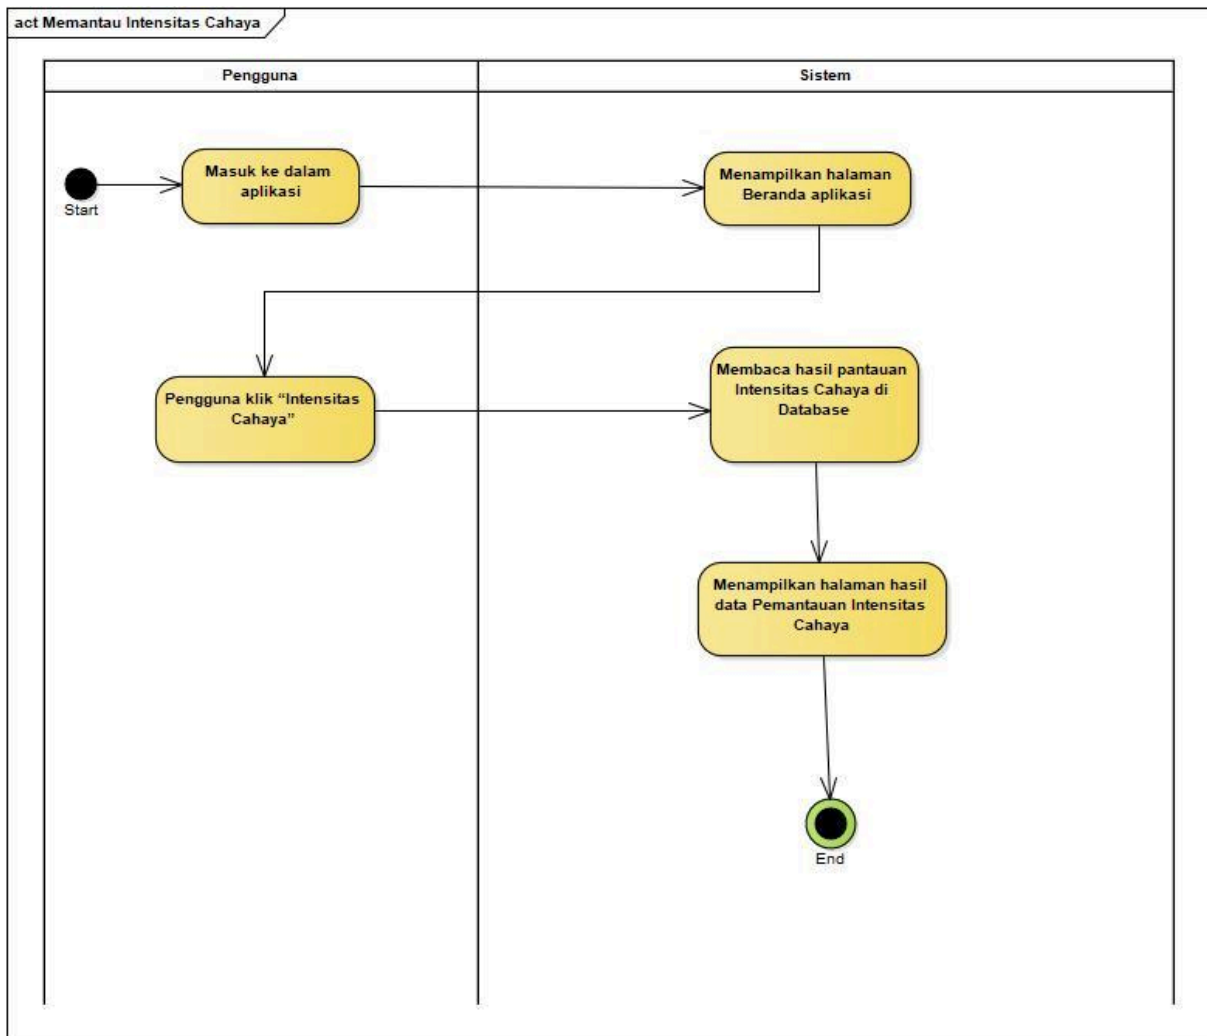 act Memantau Intensitas Cahaya
Pengguna
Sistem
Start
Masuk ke dalam
aplikasi
Menampilkan halaman
Beranda aplikasi
Pengguna klik “Intensitas
Cahaya”
Membaca hasil pantauan
Intensitas Cahaya di
Database
Menampilkan halaman hasil
data Pemantauan Intensitas
Cahaya
End